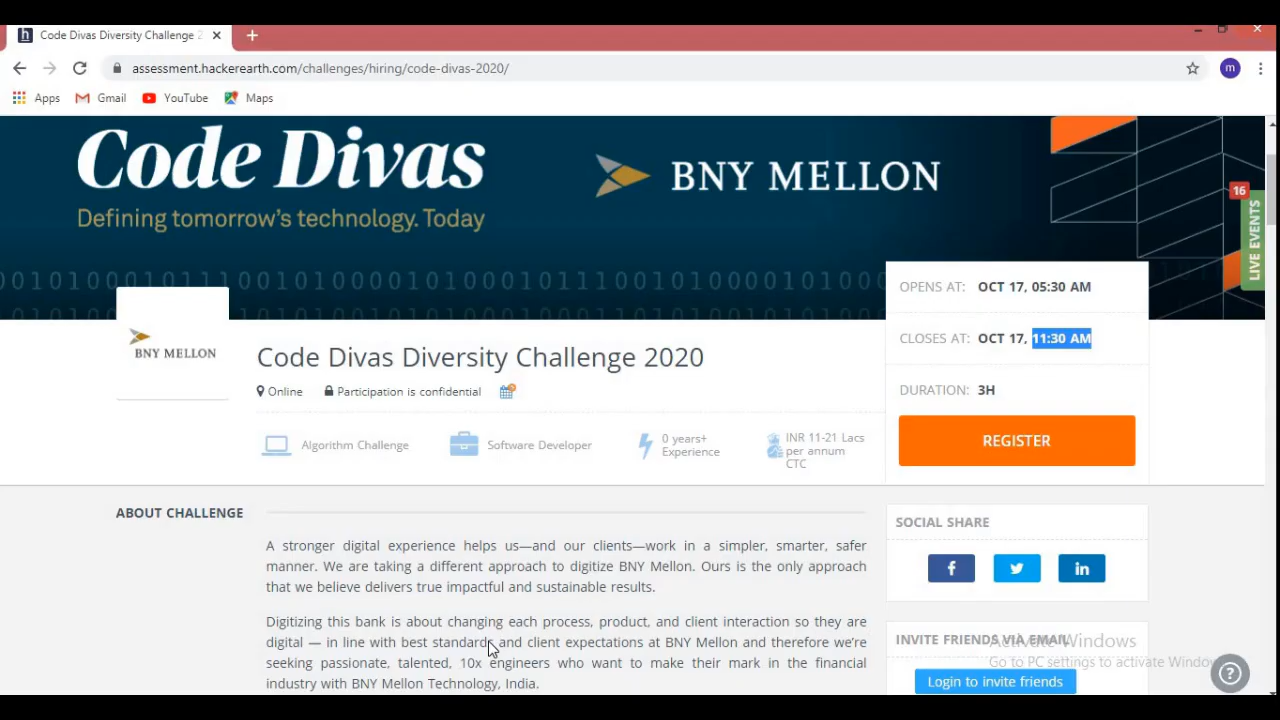 Code Divas Diversity Challenge 2
assessment.hackerearth.com/challenges/hiring/code-divas-2020/
m
Apps
Gmail
YouTube
Maps
Code Divas
Defining tomorrow's technology. Today
BNY MELLON
16
LIVE EVENTS
BNY MELLON
Code Divas Diversity Challenge 2020
Online
Participation is confidential
Algorithm Challenge
Software Developer
0 years+
Experience
INR 11-21 Lacs
per annum
CTC
OPENS AT: OCT 17, 05:30 AM
CLOSES AT: OCT 17, 11:30 AM
DURATION: 3H
REGISTER
ABOUT CHALLENGE
A stronger digital experience helps us—and our clients—work in a simpler, smarter, safer
manner. We are taking a different approach to digitize BNY Mellon. Ours is the only approach
that we believe delivers true impactful and sustainable results.
Digitizing this bank is about changing each process, product, and client interaction so they are
digital — in line with best standards and client expectations at BNY Mellon and therefore we're
seeking passionate, talented, 10x engineers who want to make their mark in the financial
industry with BNY Mellon Technology, India.
SOCIAL SHARE
INVITE FRIENDS VIA EMAIL
Login to invite friends
Activate Windows
Go to PC settings to activate Windows
?